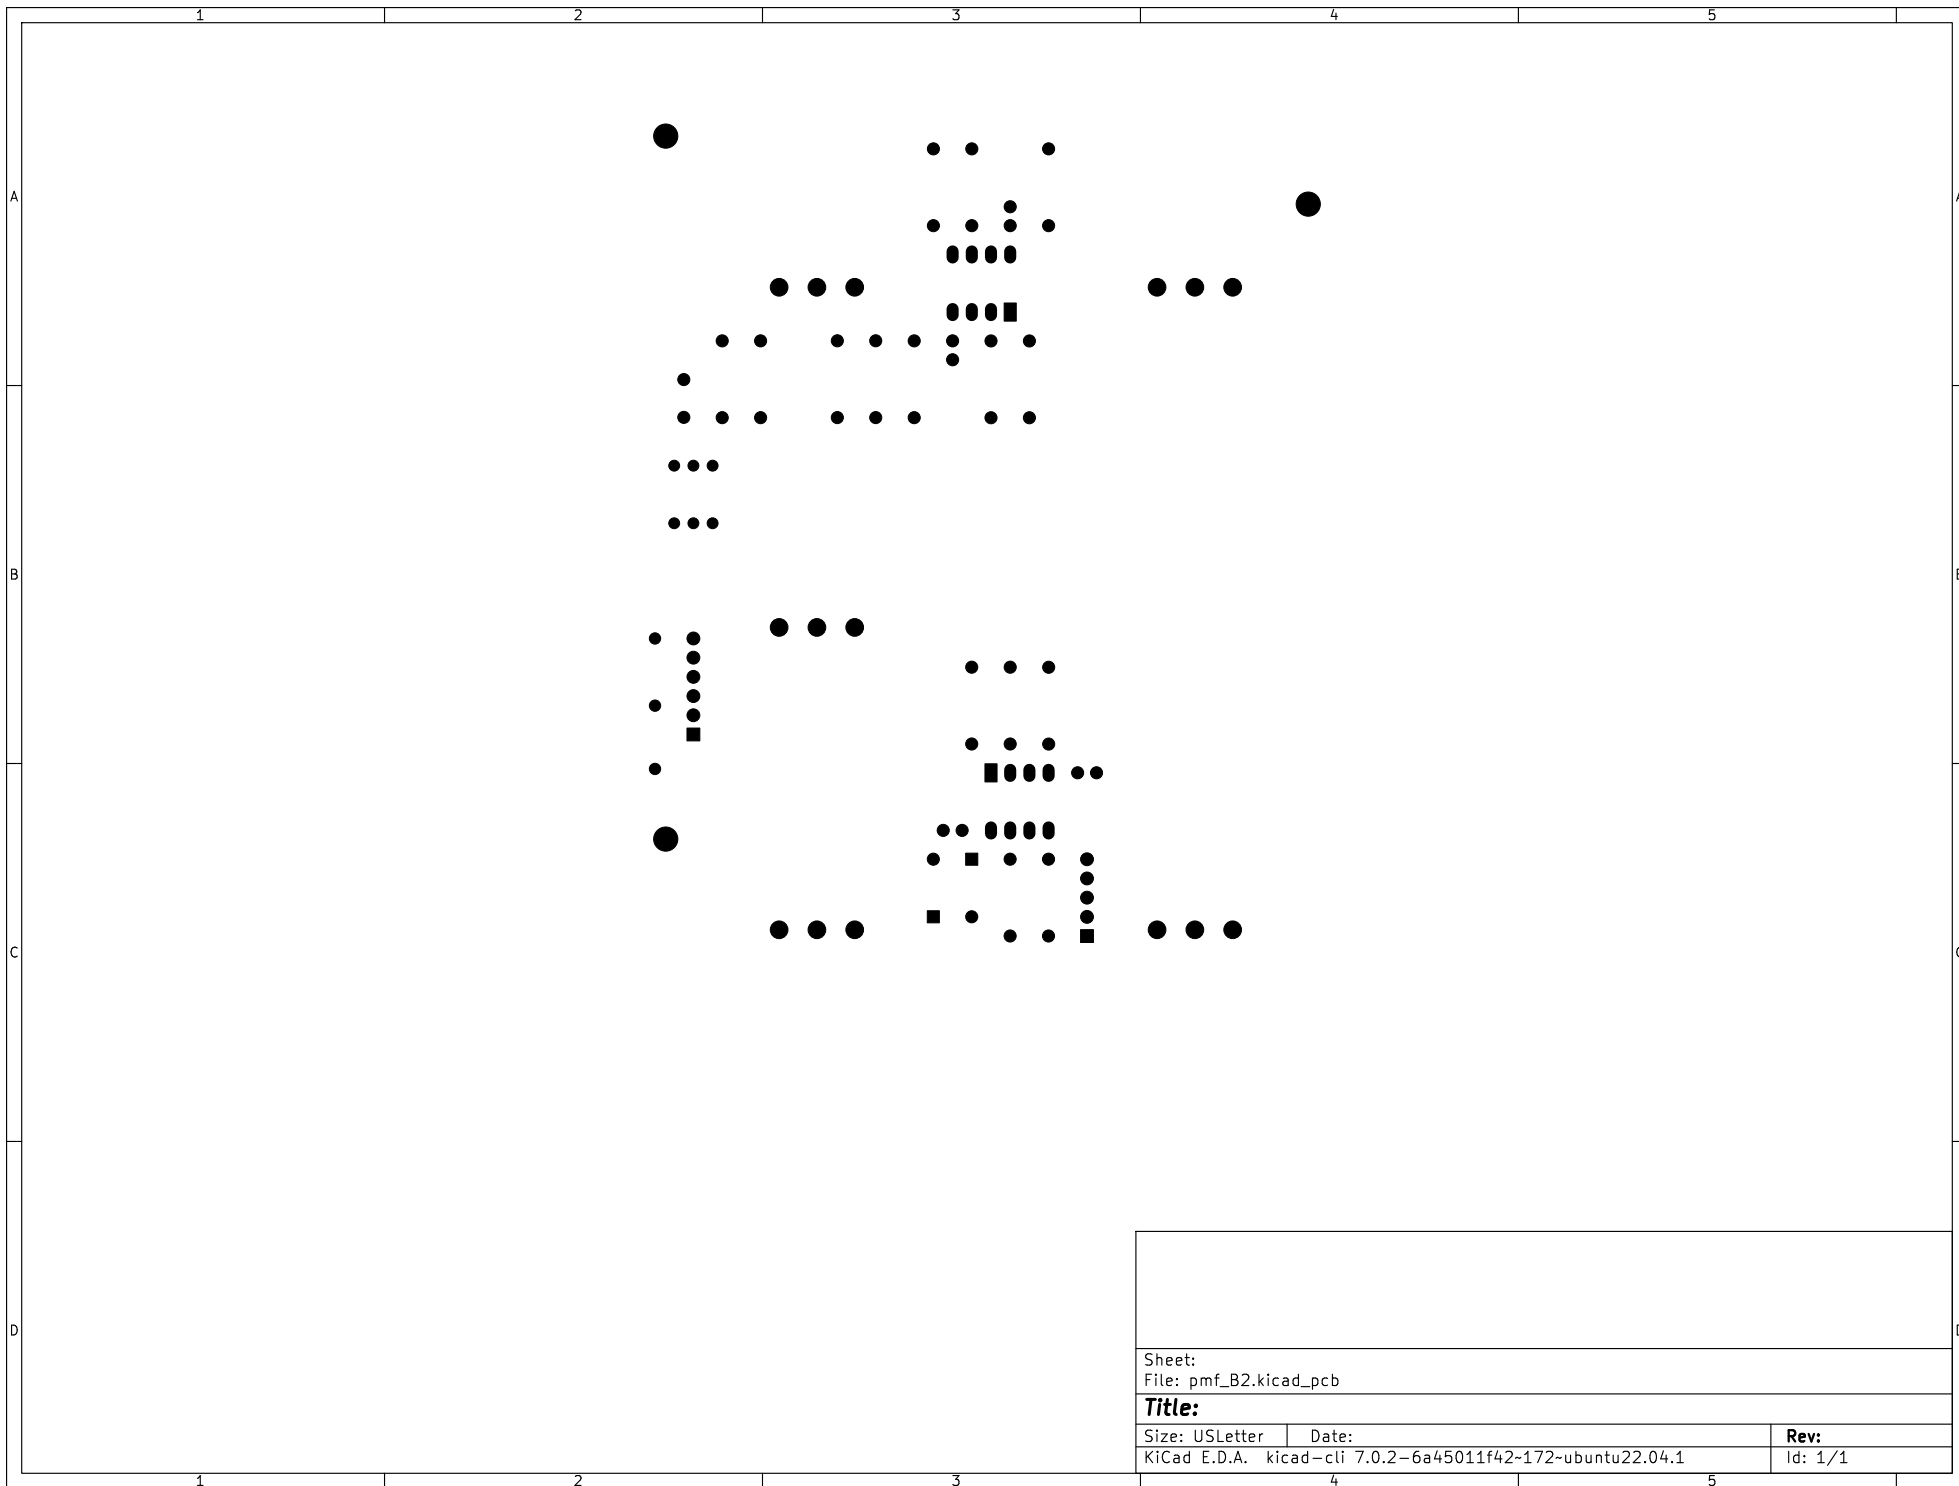 1 2 3 4 5
A A
B B
C C
D D
Sheet:
File: pmf_B2.kicad_pcb
Title:
Size: USLetter Date: Rev:
KiCad E.D.A. kicad-cli 7.0.2-6a45011f42~172~ubuntu22.04.1 Id: 1/1
1 2 3 4 5